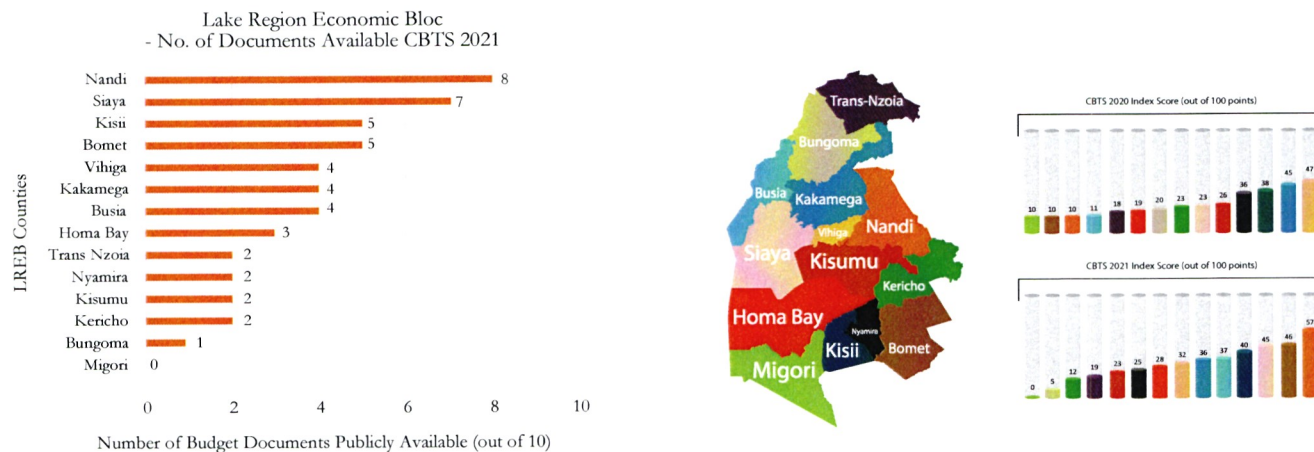 Lake Region Economic Bloc
- No. of Documents Available CBTS 2021
LREB Counties
Nandi 8
Siaya 7
Kisii 5
Bomet 5
Vihiga 4
Kakamega 4
Busia 4
Homa Bay 3
Trans Nzoia 2
Nyamira 2
Kisumu 2
Kericho 2
Bungoma 1
Migori 0
0 2 4 6 8 10
Number of Budget Documents Publicly Available (out of 10)
Trans-Nzoia
Bungoma
Busia
Kakamega
Vihiga
Nandi
Siaya
Kisumu
Kericho
Homa Bay
Nyamira
Kisii
Bomet
Migori
CBTS 2020 Index Score (out of 100 points)
10 10 10 11 18 19 20 23 23 26 36 38 45 47
CBTS 2021 Index Score (out of 100 points)
0 5 12 19 23 25 28 32 36 37 40 45 46 57